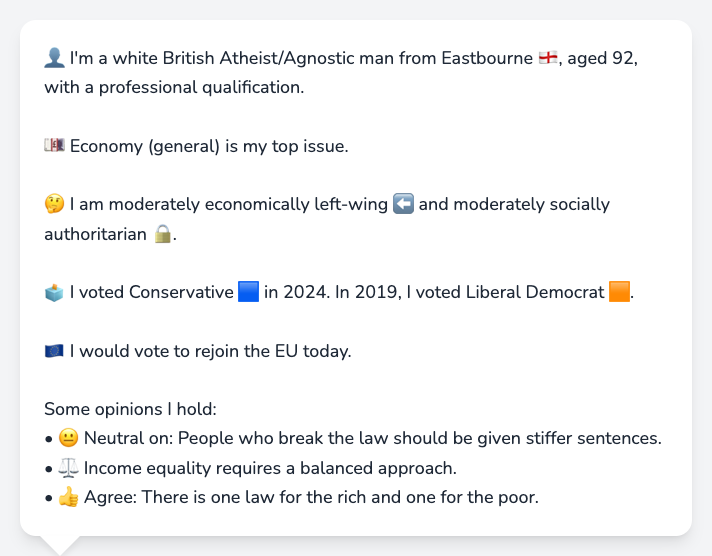 👤 I'm a white British Atheist/Agnostic man from Eastbourne 🏴󠁧󠁢󠁥󠁮󠁧󠁿, aged 92,
with a professional qualification.
💷 Economy (general) is my top issue.
🤔 I am moderately economically left-wing ⬅️ and moderately socially
authoritarian 🔒.
🗳️ I voted Conservative 🟦 in 2024. In 2019, I voted Liberal Democrat 🟧.
🇪🇺 I would vote to rejoin the EU today.
Some opinions I hold:
• 😐 Neutral on: People who break the law should be given stiffer sentences.
• ⚖️ Income equality requires a balanced approach.
• 👍 Agree: There is one law for the rich and one for the poor.